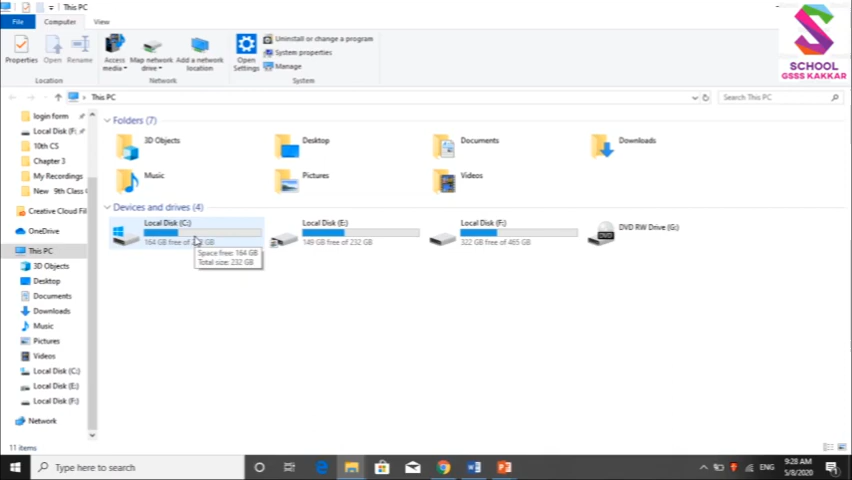 This PC
File Computer View
Properties Open Rename
Access media
Map network drive
Add a network location
Open Settings
Uninstall or change a program
System properties
Manage
Location Network System
SCHOOL
GSSS KAKKAR
This PC
Search This PC
login form
Local Disk (F:
10th CS
Chapter 3
My Recordings
New 9th Class
Creative Cloud Fil
OneDrive
This PC
3D Objects
Desktop
Documents
Downloads
Music
Pictures
Videos
Local Disk (C:)
Local Disk (E:)
Local Disk (F:)
Network
Folders (7)
3D Objects Desktop Documents Downloads
Music Pictures Videos
Devices and drives (4)
Local Disk (C:)
164 GB free of 232 GB
Local Disk (E:)
149 GB free of 232 GB
Local Disk (F:)
322 GB free of 465 GB
DVD RW Drive (G:)
Space free: 164 GB
Total size: 232 GB
11 items
Type here to search
ENG
9:28 AM
5/8/2020